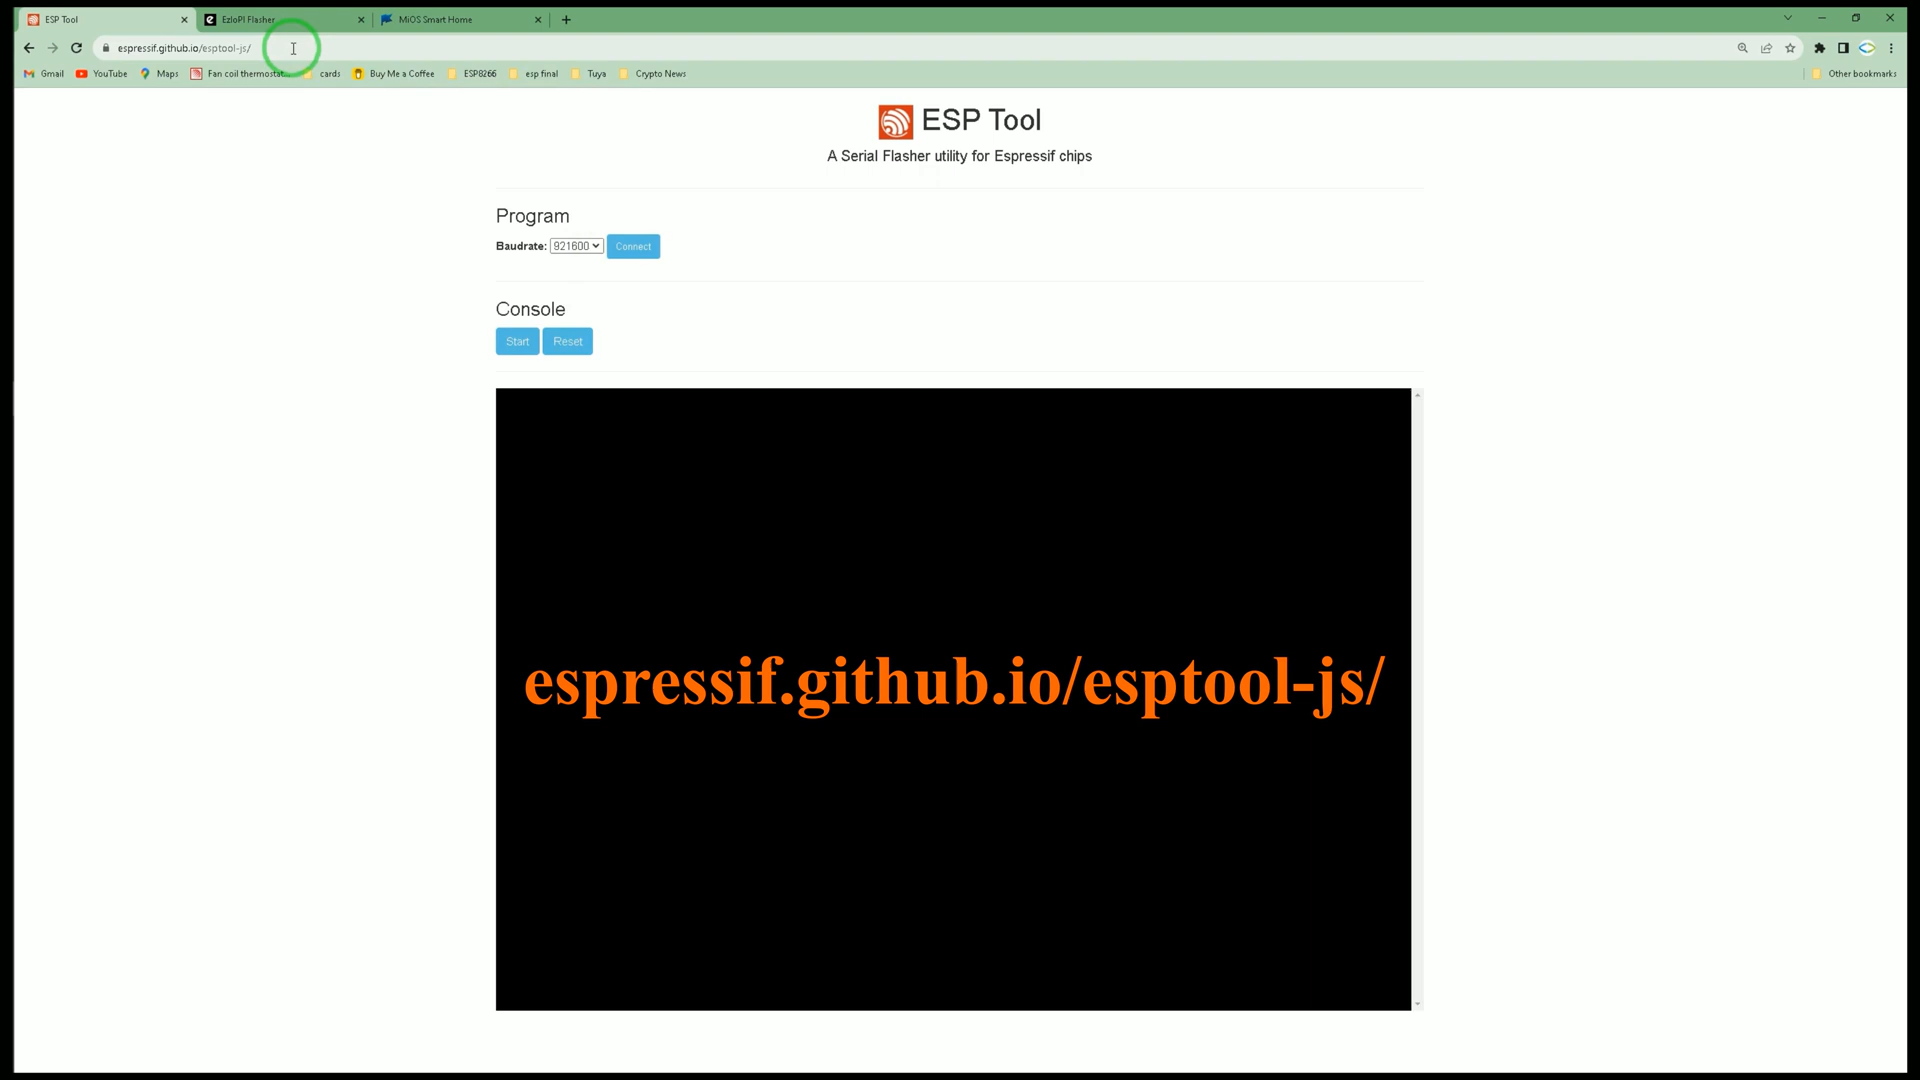 ESP Tool
EzloPI Flasher
MiOS Smart Home
espressif.github.io/esptool-js/
Gmail
YouTube
Maps
Fan coil thermostat...
cards
Buy Me a Coffee
ESP8266
esp final
Tuya
Crypto News
Other bookmarks
ESP Tool
A Serial Flasher utility for Espressif chips
Program
Baudrate: 921600 Connect
Console
Start Reset
espressif.github.io/esptool-js/